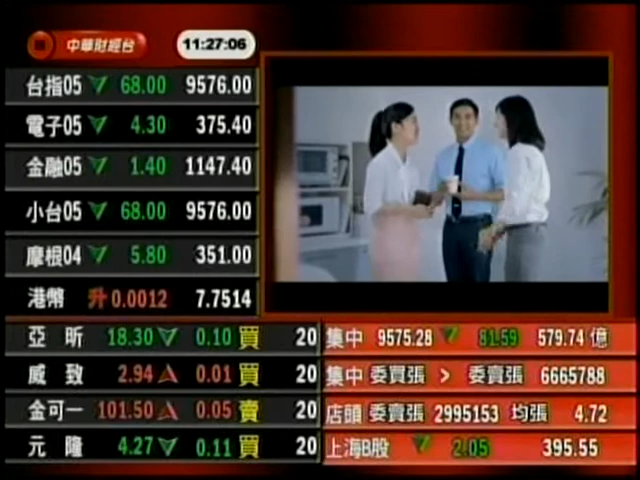 中華財經台 11:27:06
台指05 68.00 9576.00
電子05 4.30 375.40
金融05 1.40 1147.40
小台05 68.00 9576.00
摩根04 5.80 351.00
港幣 升0.0012 7.7514
亞昕 18.30 0.10 買 20
威致 2.94 0.01 買 20
金可一 101.50 0.05 賣 20
元隆 4.27 0.11 買 20
集中 9575.28 81.59 579.74 億
集中 委買張 > 委賣張 6665788
店頭 委賣張 2995153 均張 4.72
上海B股 2.05 395.55